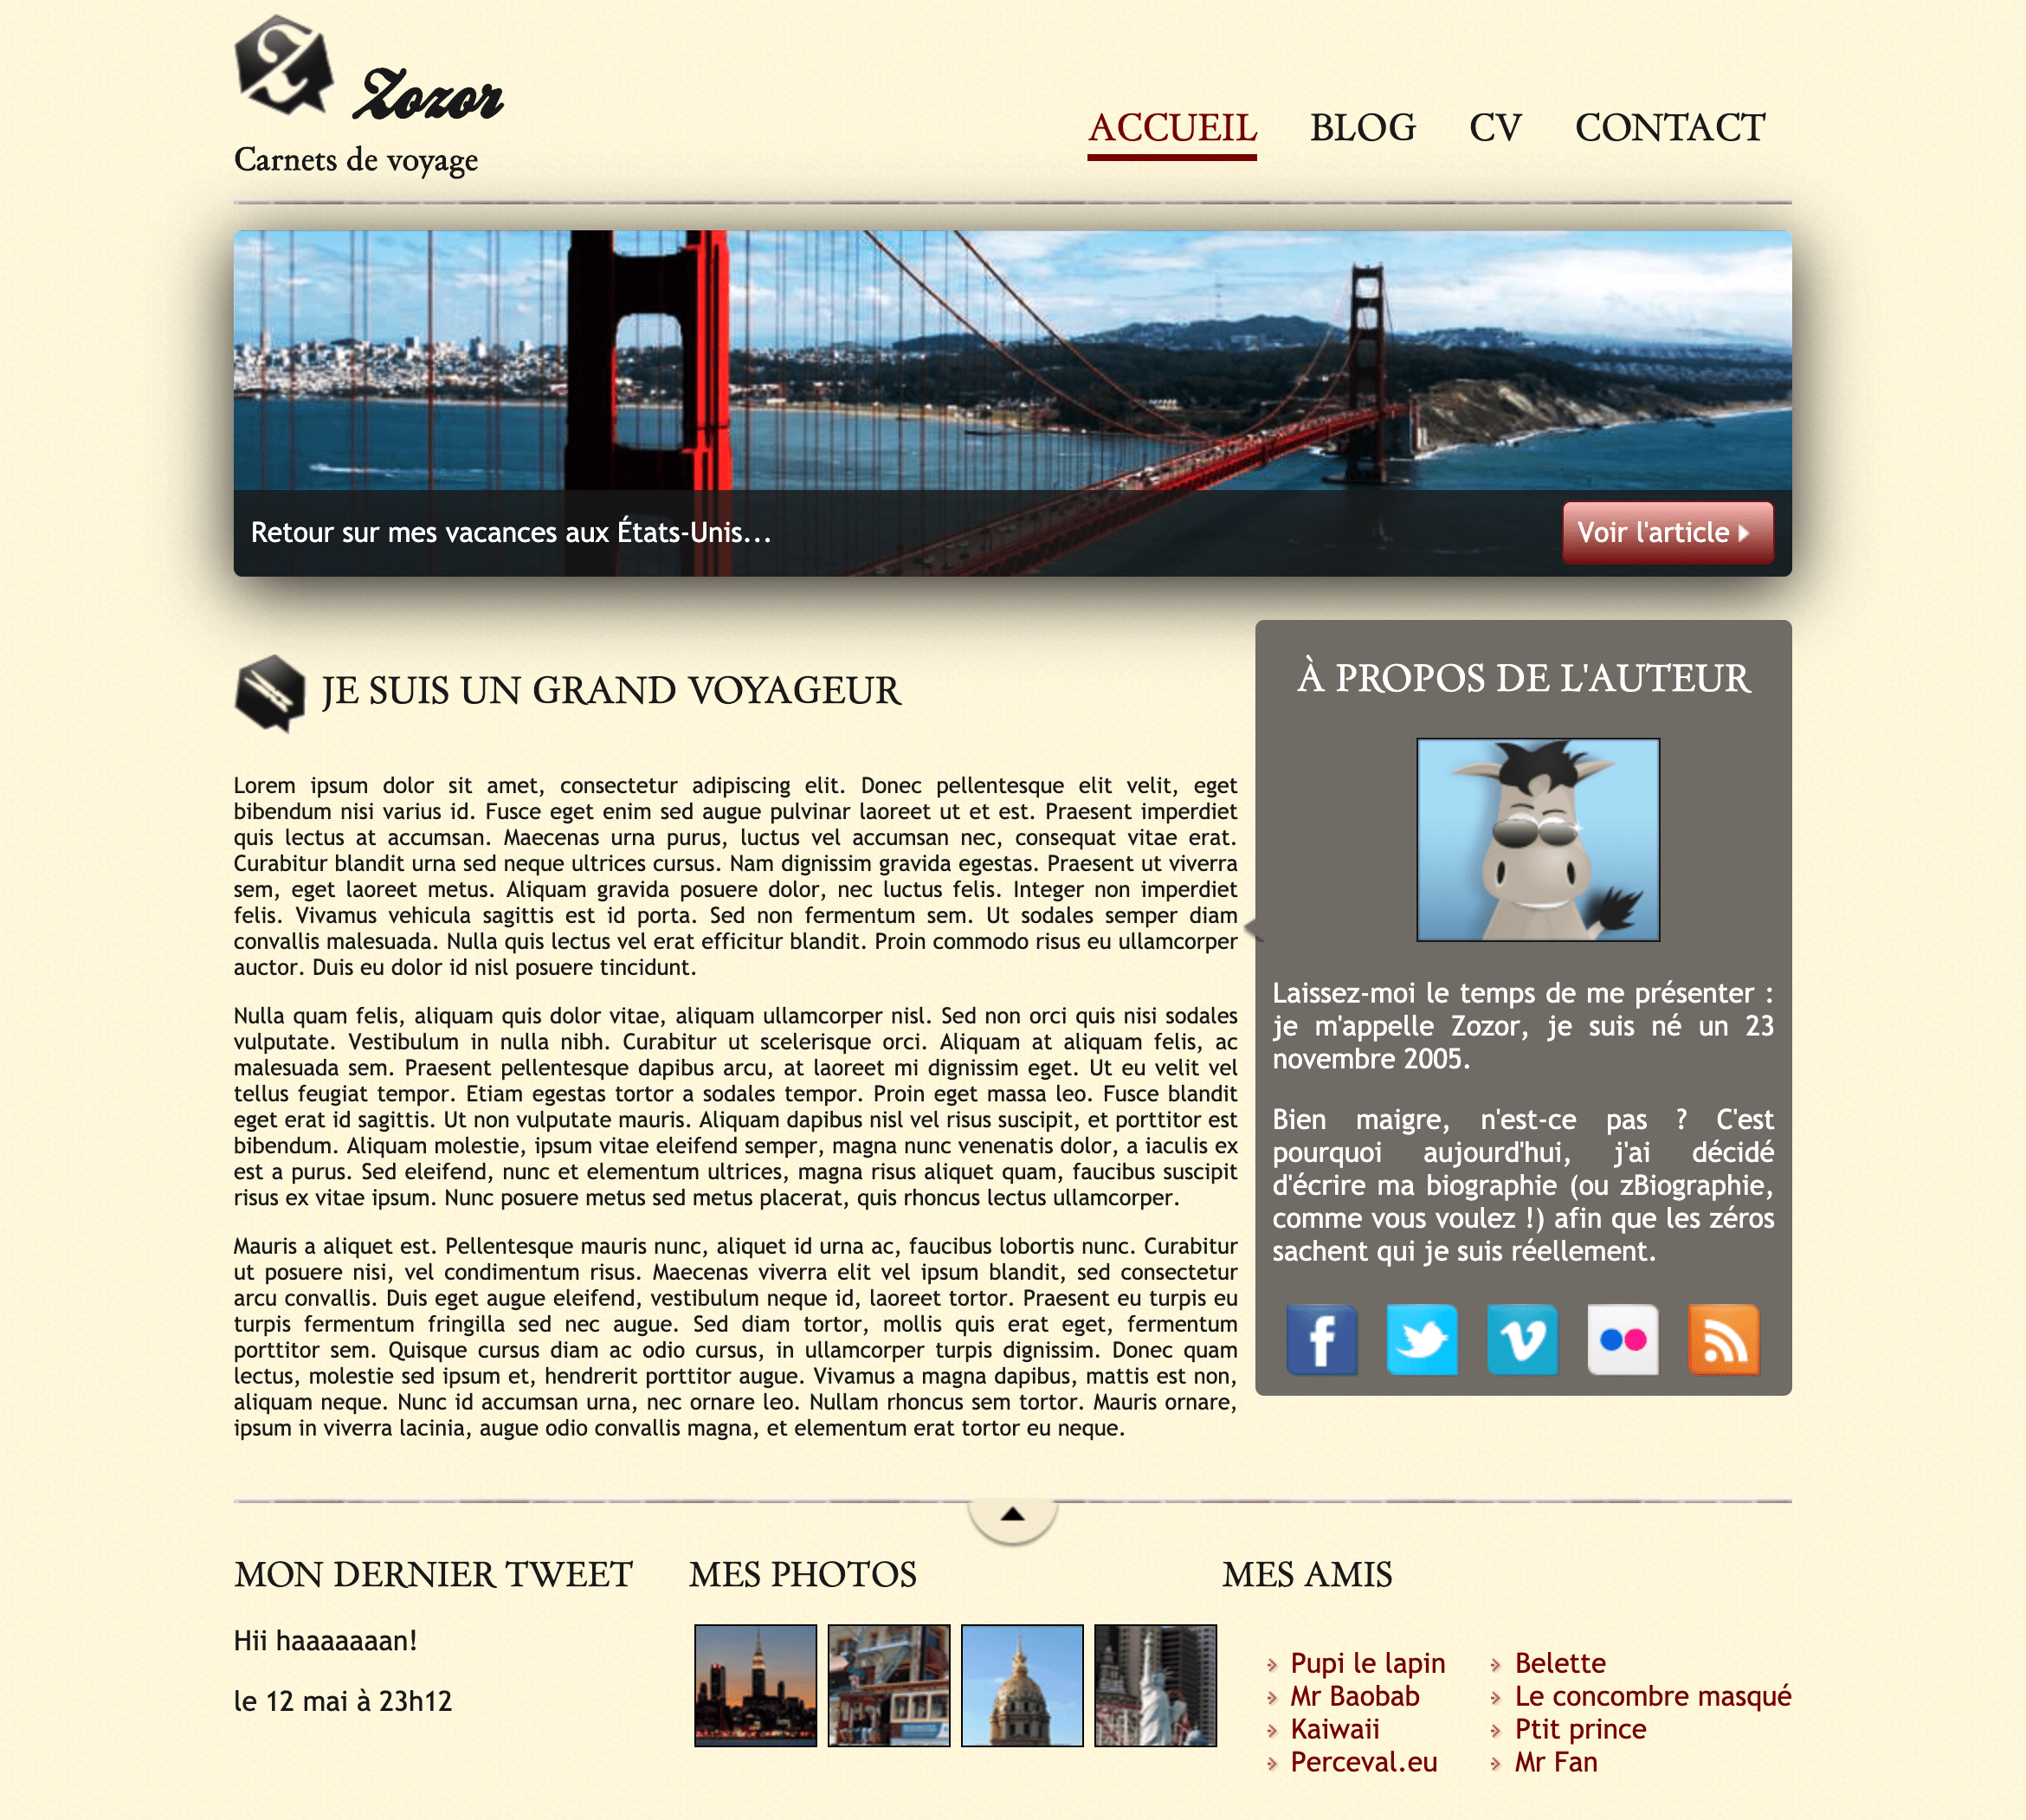 Zozor
Carnets de voyage
ACCUEIL BLOG CV CONTACT
Retour sur mes vacances aux États-Unis...
Voir l'article
JE SUIS UN GRAND VOYAGEUR
Lorem ipsum dolor sit amet, consectetur adipiscing elit. Donec pellentesque elit velit, eget
bibendum nisi varius id. Fusce eget enim sed augue pulvinar laoreet ut et est. Praesent imperdiet
quis lectus at accumsan. Maecenas urna purus, luctus vel accumsan nec, consequat vitae erat.
Curabitur blandit urna sed neque ultrices cursus. Nam dignissim gravida egestas. Praesent ut viverra
sem, eget laoreet metus. Aliquam gravida posuere dolor, nec luctus felis. Integer non imperdiet
felis. Vivamus vehicula sagittis est id porta. Sed non fermentum sem. Ut sodales semper diam
convallis malesuada. Nulla quis lectus vel erat efficitur blandit. Proin commodo risus eu ullamcorper
auctor. Duis eu dolor id nisl posuere tincidunt.
Nulla quam felis, aliquam quis dolor vitae, aliquam ullamcorper nisl. Sed non orci quis nisi sodales
vulputate. Vestibulum in nulla nibh. Curabitur ut scelerisque orci. Aliquam at aliquam felis, ac
malesuada sem. Praesent pellentesque dapibus arcu, at laoreet mi dignissim eget. Ut eu velit vel
tellus feugiat tempor. Etiam egestas tortor a sodales tempor. Proin eget massa leo. Fusce blandit
eget erat id sagittis. Ut non vulputate mauris. Aliquam dapibus nisl vel risus suscipit, et porttitor est
bibendum. Aliquam molestie, ipsum vitae eleifend semper, magna nunc venenatis dolor, a iaculis ex
est a purus. Sed eleifend, nunc et elementum ultrices, magna risus aliquet quam, faucibus suscipit
risus ex vitae ipsum. Nunc posuere metus sed metus placerat, quis rhoncus lectus ullamcorper.
Mauris a aliquet est. Pellentesque mauris nunc, aliquet id urna ac, faucibus lobortis nunc. Curabitur
ut posuere nisi, vel condimentum risus. Maecenas viverra elit vel ipsum blandit, sed consectetur
arcu convallis. Duis eget augue eleifend, vestibulum neque id, laoreet tortor. Praesent eu turpis eu
turpis fermentum fringilla sed nec augue. Sed diam tortor, mollis quis erat eget, fermentum
porttitor sem. Quisque cursus diam ac odio cursus, in ullamcorper turpis dignissim. Donec quam
lectus, molestie sed ipsum et, hendrerit porttitor augue. Vivamus a magna dapibus, mattis est non,
aliquam neque. Nunc id accumsan urna, nec ornare leo. Nullam rhoncus sem tortor. Mauris ornare,
ipsum in viverra lacinia, augue odio convallis magna, et elementum erat tortor eu neque.
À PROPOS DE L'AUTEUR
Laissez-moi le temps de me présenter :
je m'appelle Zozor, je suis né un 23
novembre 2005.
Bien maigre, n'est-ce pas ? C'est
pourquoi aujourd'hui, j'ai décidé
d'écrire ma biographie (ou zBiographie,
comme vous voulez !) afin que les zéros
sachent qui je suis réellement.
MON DERNIER TWEET
Hii haaaaaaan!
le 12 mai à 23h12
MES PHOTOS
MES AMIS
Pupi le lapin
Mr Baobab
Kaiwaii
Perceval.eu
Belette
Le concombre masqué
Ptit prince
Mr Fan